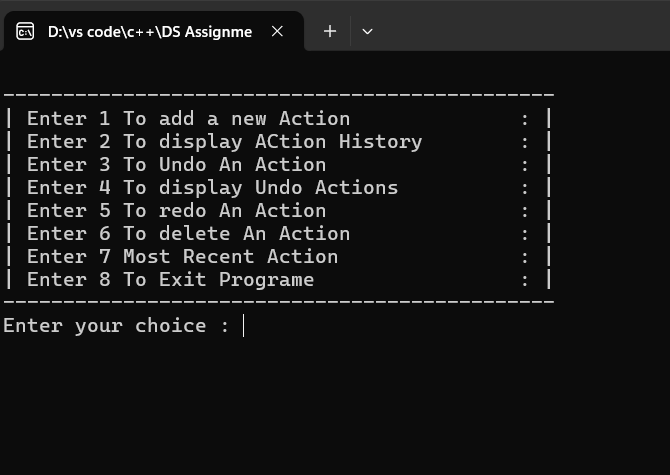 D:\vs code\c++\DS Assignme
----------------------------------------------
| Enter 1 To add a new Action              : |
| Enter 2 To display ACtion History        : |
| Enter 3 To Undo An Action                : |
| Enter 4 To display Undo Actions          : |
| Enter 5 To redo An Action                : |
| Enter 6 To delete An Action              : |
| Enter 7 Most Recent Action               : |
| Enter 8 To Exit Programe                 : |
----------------------------------------------
Enter your choice :